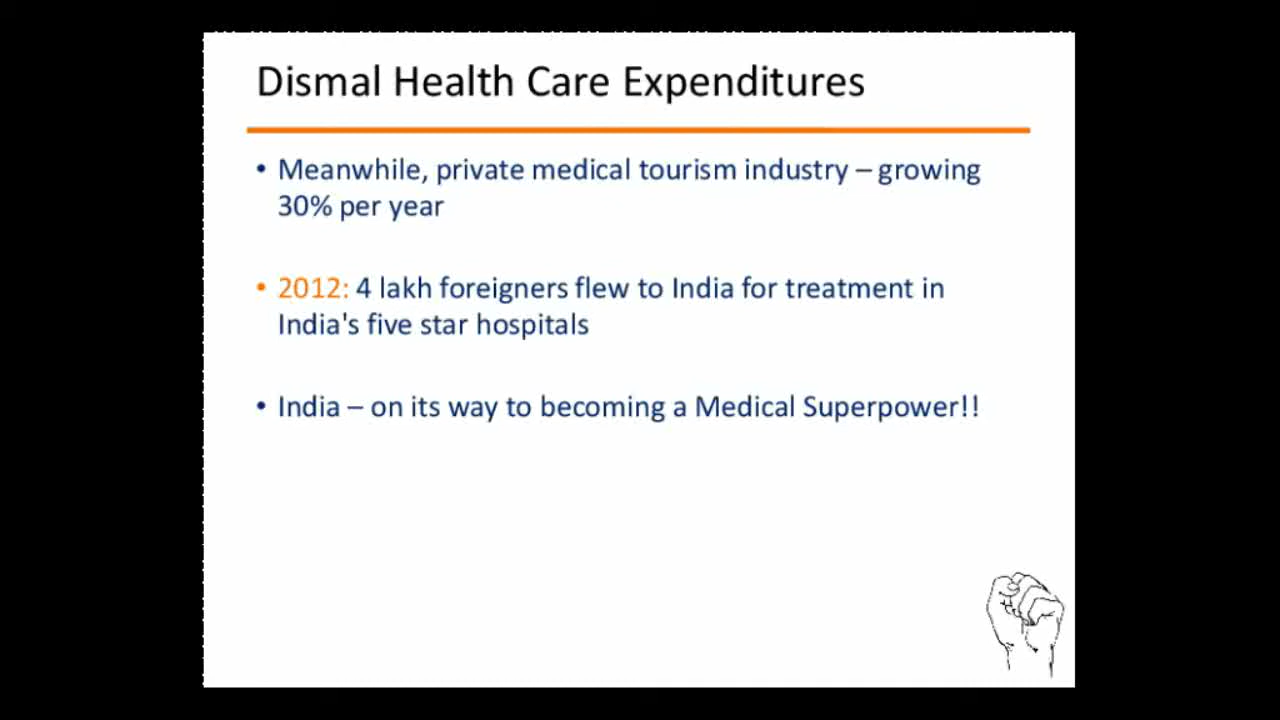 Dismal Health Care Expenditures
• Meanwhile, private medical tourism industry – growing
30% per year
• 2012: 4 lakh foreigners flew to India for treatment in
India's five star hospitals
• India – on its way to becoming a Medical Superpower!!